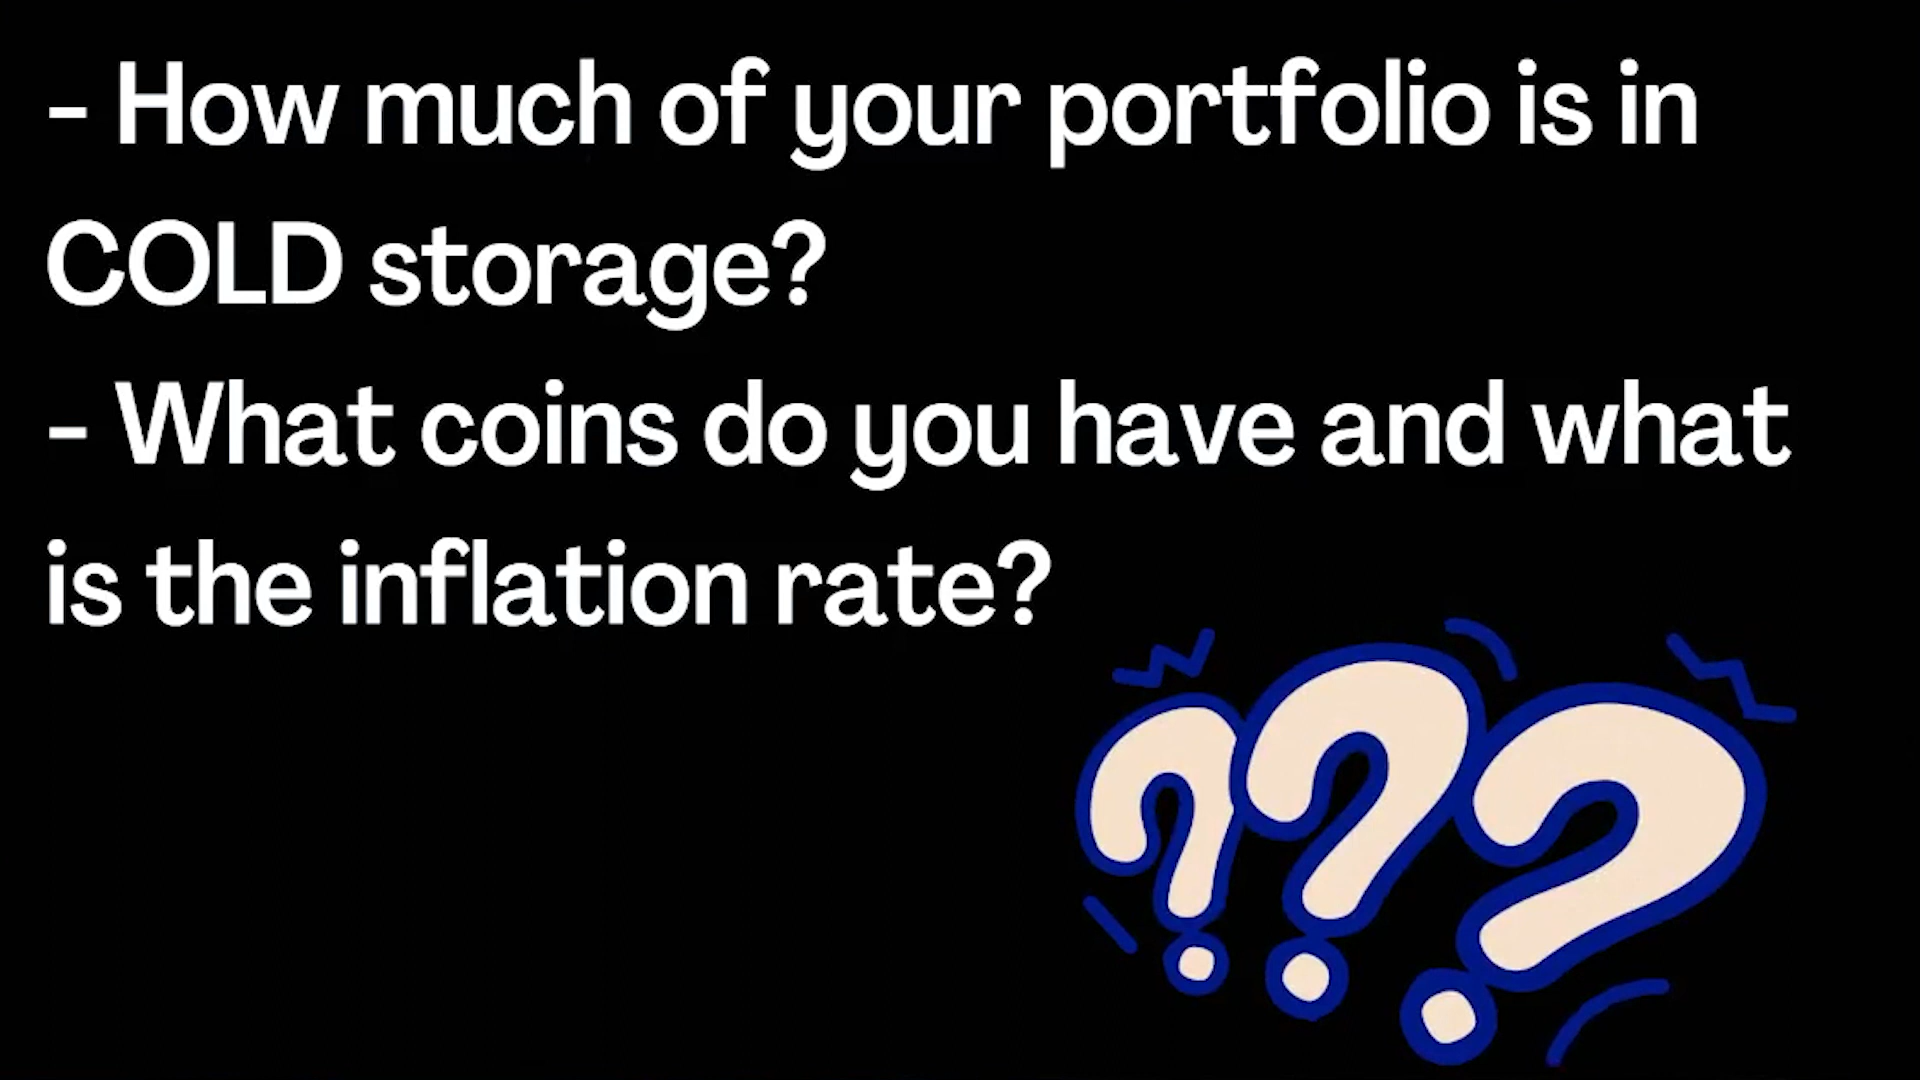 - How much of your portfolio is in
COLD storage?
- What coins do you have and what
is the inflation rate?
???